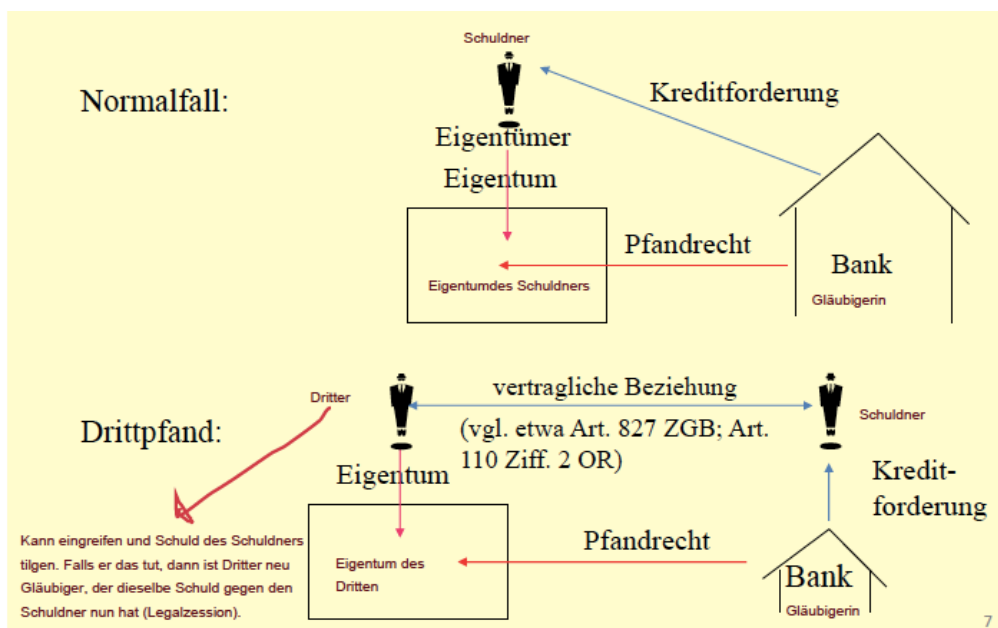 Schuldner
Normalfall:
Kreditforderung
Eigentümer
Eigentum
Pfandrecht
Bank
Eigentumdes Schuldners
Gläubigerin
Dritter
vertragliche Beziehung
Schuldner
Drittpfand:
(vgl. etwa Art. 827 ZGB; Art.
110 Ziff. 2 OR)
Eigentum
Kredit-
forderung
Kann eingreifen und Schuld des Schuldners
tilgen. Falls er das tut, dann ist Dritter neu
Gläubiger, der dieselbe Schuld gegen den
Schuldner nun hat (Legalzession).
Eigentum des
Dritten
Pfandrecht
Bank
Gläubigerin
7